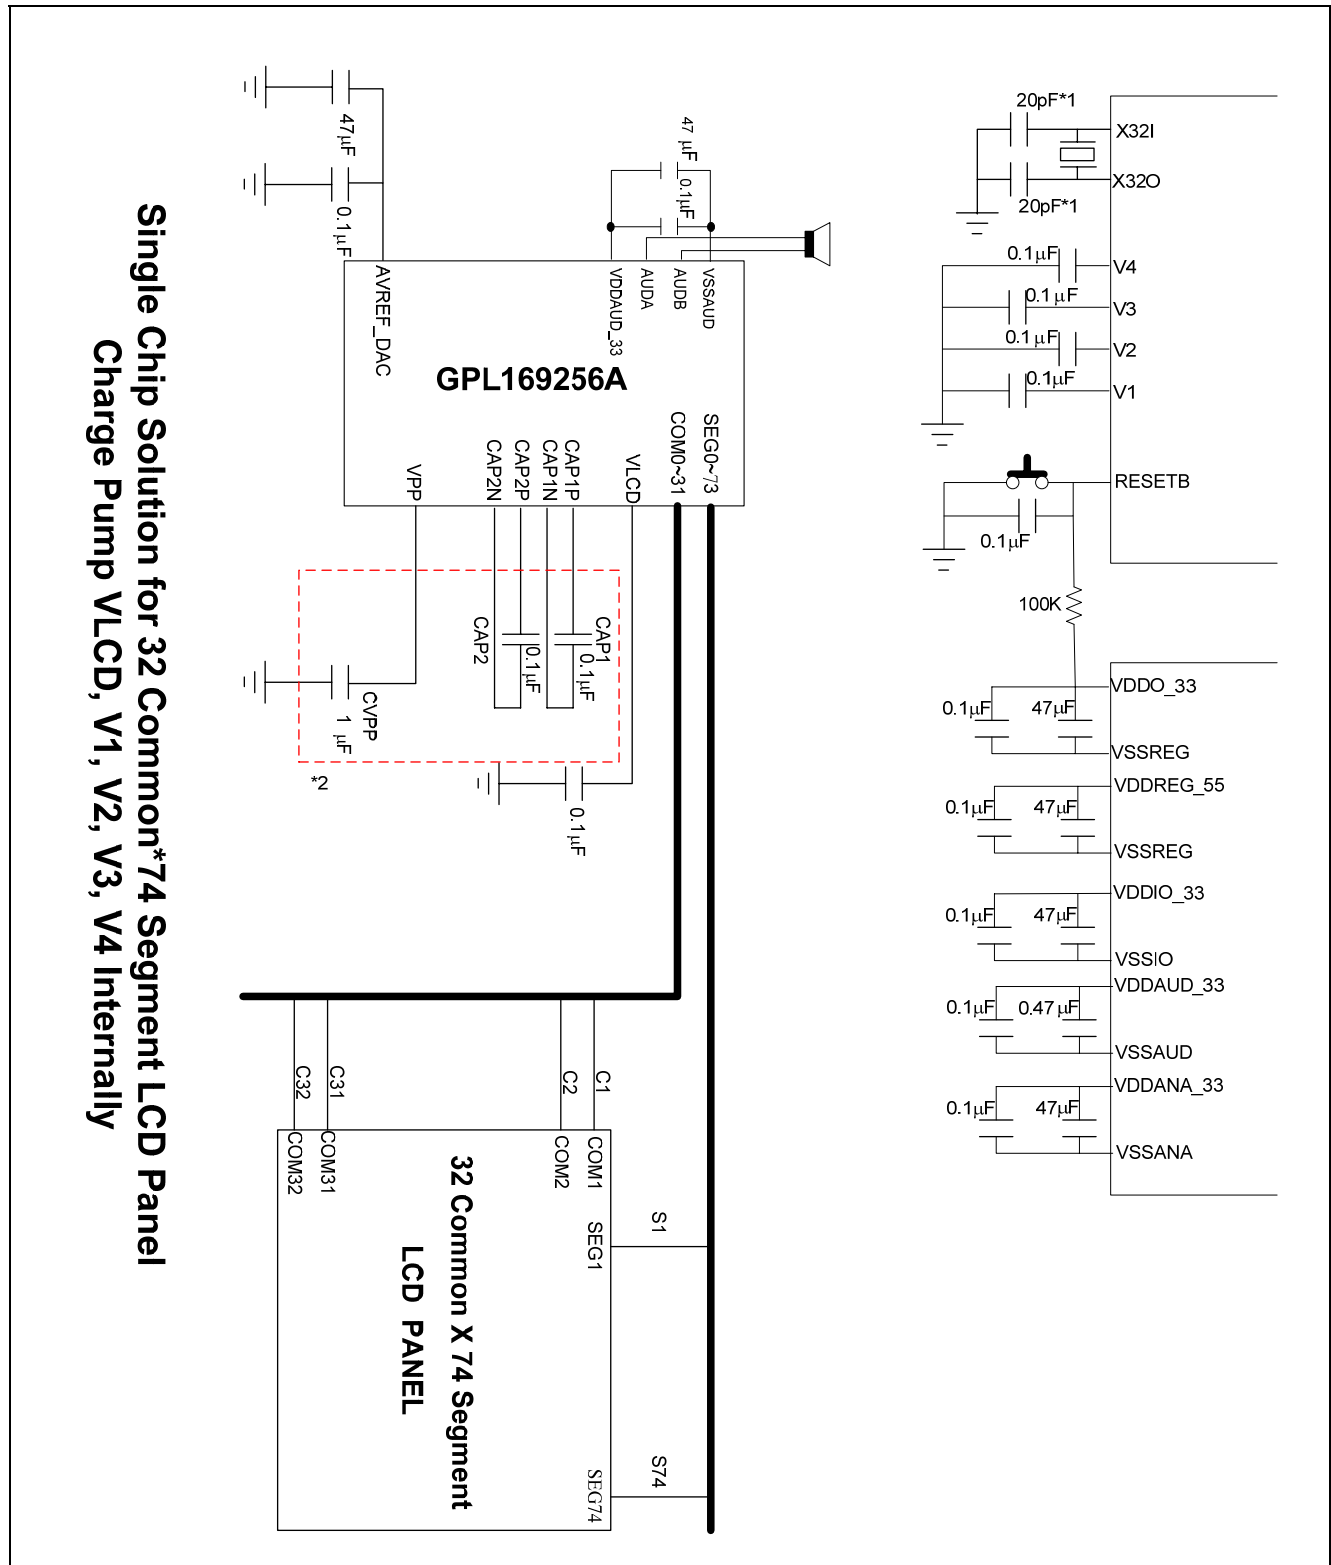 Single Chip Solution for 32 Common*74 Segment LCD Panel
Charge Pump VLCD, V1, V2, V3, V4 Internally
47μF
0.1μF
47 μF
0.1μF
AVREF_DAC
VDDAUD_33
AUDA
AUDB
VSSAUD
GPL169256A
VPP
CAP2N
CAP2P
CAP1N
CAP1P
VLCD
COM0~31
SEG0~73
CAP2
0.1μF
CAP1
0.1μF
CVPP
1 μF
*2
0.1μF
C32
C31
C2
C1
COM32
COM31
COM2
COM1
SEG1
S1
32 Common X 74 Segment
LCD PANEL
SEG74
S74
20pF*1
X32I
X32O
20pF*1
0.1μF
V4
0.1μF
V3
0.1μF
V2
0.1μF
V1
RESETB
0.1μF
100K
VDDO_33
0.1μF
47μF
VSSREG
VDDREG_55
0.1μF
47μF
VSSREG
VDDIO_33
0.1μF
47μF
VSSIO
VDDAUD_33
0.1μF
0.47μF
VSSAUD
VDDANA_33
0.1μF
47μF
VSSANA